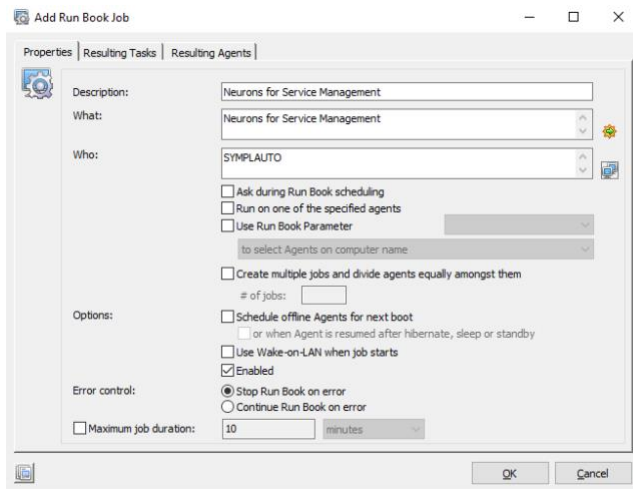 Add Run Book Job
Properties Resulting Tasks Resulting Agents
Description: Neurons for Service Management
What: Neurons for Service Management
Who: SYMPLAUTO
Ask during Run Book scheduling
Run on one of the specified agents
Use Run Book Parameter
to select Agents on computer name
Create multiple jobs and divide agents equally amongst them
# of jobs:
Options: Schedule offline Agents for next boot
or when Agent is resumed after hibernate, sleep or standby
Use Wake-on-LAN when job starts
Enabled
Error control: Stop Run Book on error
Continue Run Book on error
Maximum job duration: 10 minutes
OK Cancel